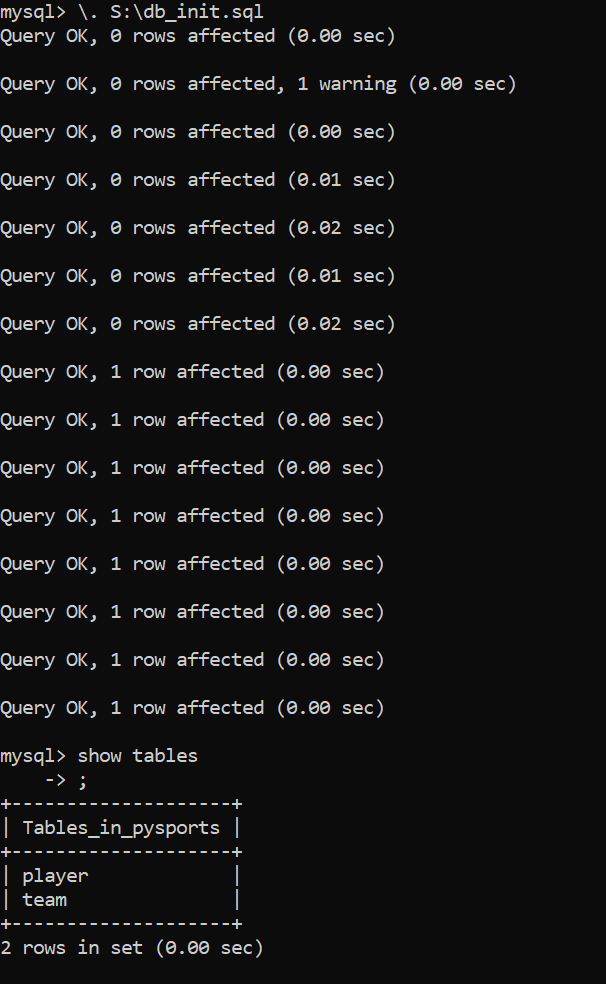 mysql> \. S:\db_init.sql
Query OK, 0 rows affected (0.00 sec)
Query OK, 0 rows affected, 1 warning (0.00 sec)
Query OK, 0 rows affected (0.00 sec)
Query OK, 0 rows affected (0.01 sec)
Query OK, 0 rows affected (0.02 sec)
Query OK, 0 rows affected (0.01 sec)
Query OK, 0 rows affected (0.02 sec)
Query OK, 1 row affected (0.00 sec)
Query OK, 1 row affected (0.00 sec)
Query OK, 1 row affected (0.00 sec)
Query OK, 1 row affected (0.00 sec)
Query OK, 1 row affected (0.00 sec)
Query OK, 1 row affected (0.00 sec)
Query OK, 1 row affected (0.00 sec)
Query OK, 1 row affected (0.00 sec)
mysql> show tables
    -> ;
+--------------------+
| Tables_in_pysports |
+--------------------+
| player             |
| team               |
+--------------------+
2 rows in set (0.00 sec)